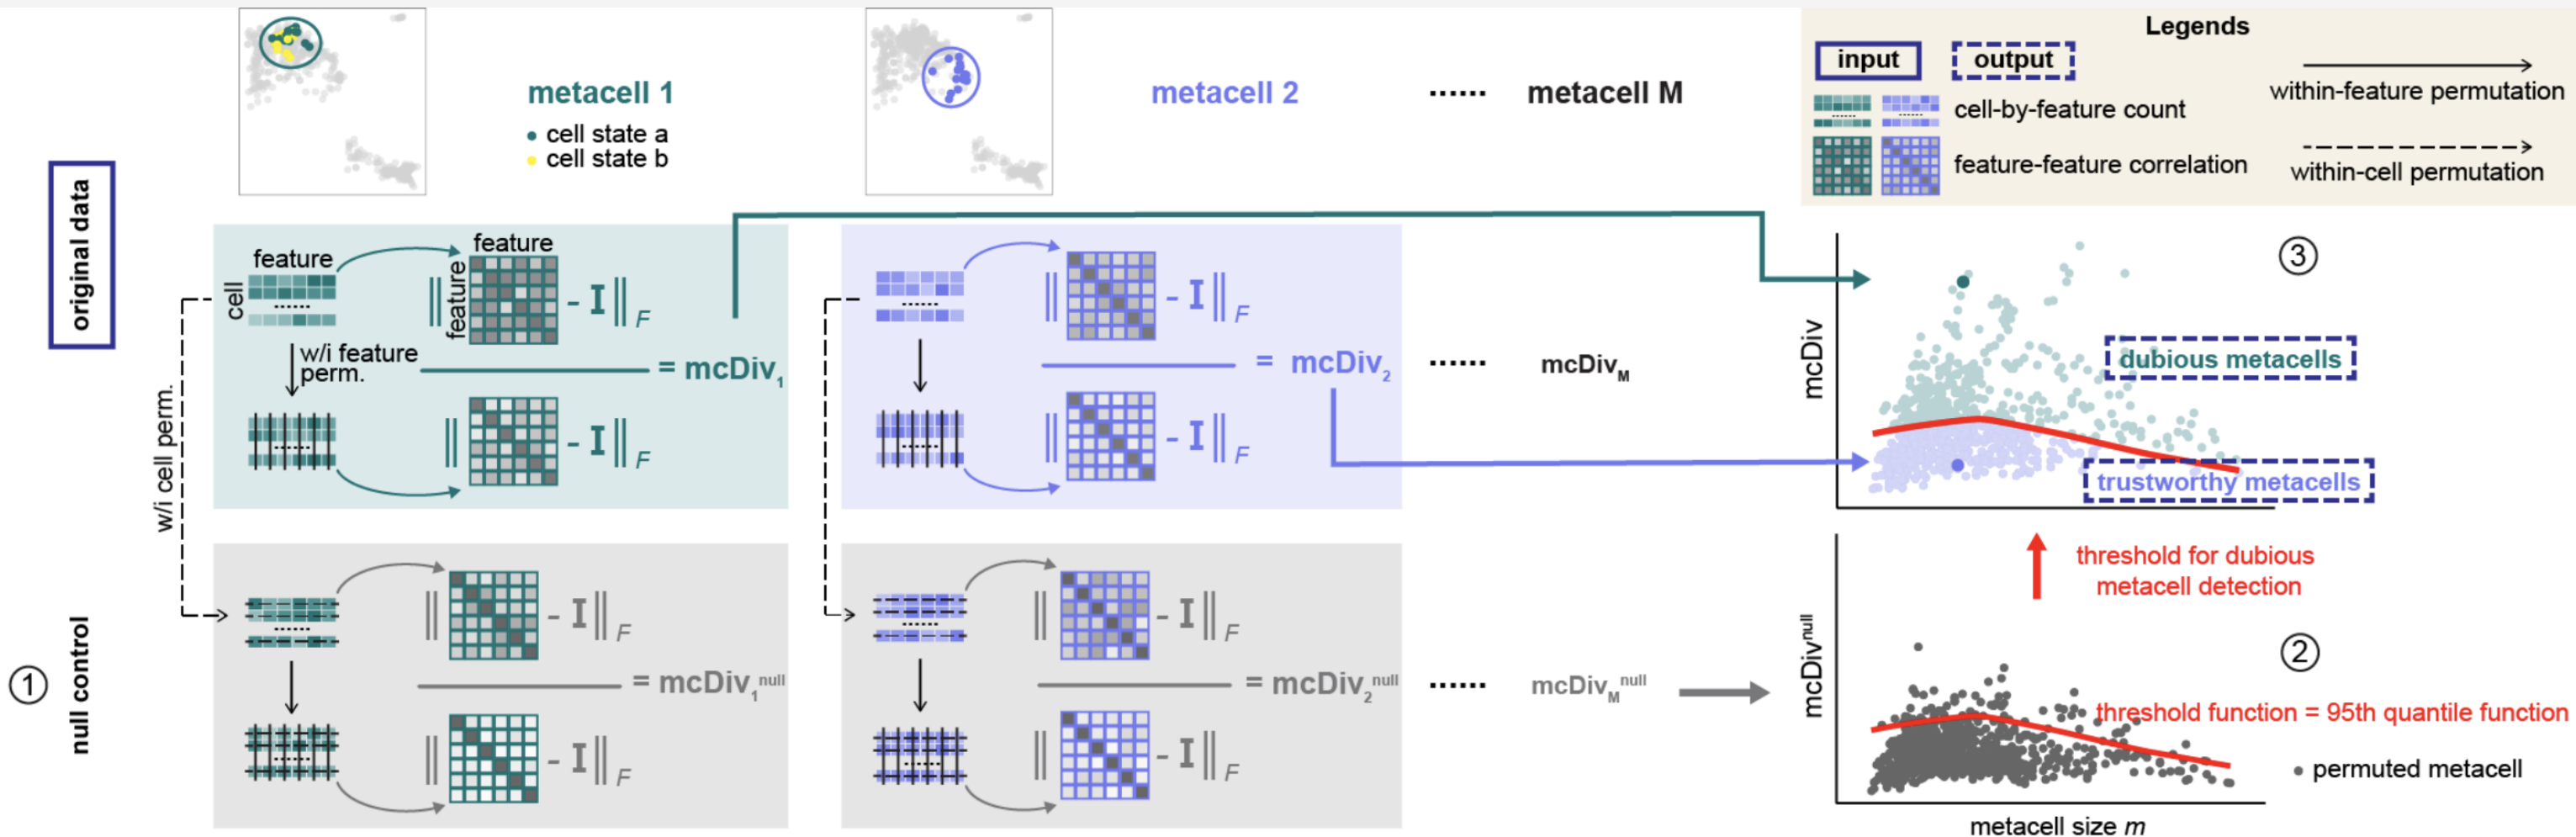 metacell 1
cell state a
cell state b
metacell 2
......
metacell M
Legends
input
output
within-feature permutation
cell-by-feature count
feature-feature correlation
within-cell permutation
original data
feature
cell
......
w/i feature
perm.
......
feature
feature
|| - I ||F
|| - I ||F
= mcDiv1
w/i cell perm.
......
......
|| - I ||F
|| - I ||F
= mcDiv2
......
mcDivM
③
mcDiv
dubious metacells
trustworthy metacells
threshold for dubious
metacell detection
①
null control
......
......
|| - I ||F
|| - I ||F
= mcDiv1null
......
......
|| - I ||F
|| - I ||F
= mcDiv2null
......
mcDivMnull
②
mcDivnull
threshold function = 95th quantile function
permuted metacell
metacell size m